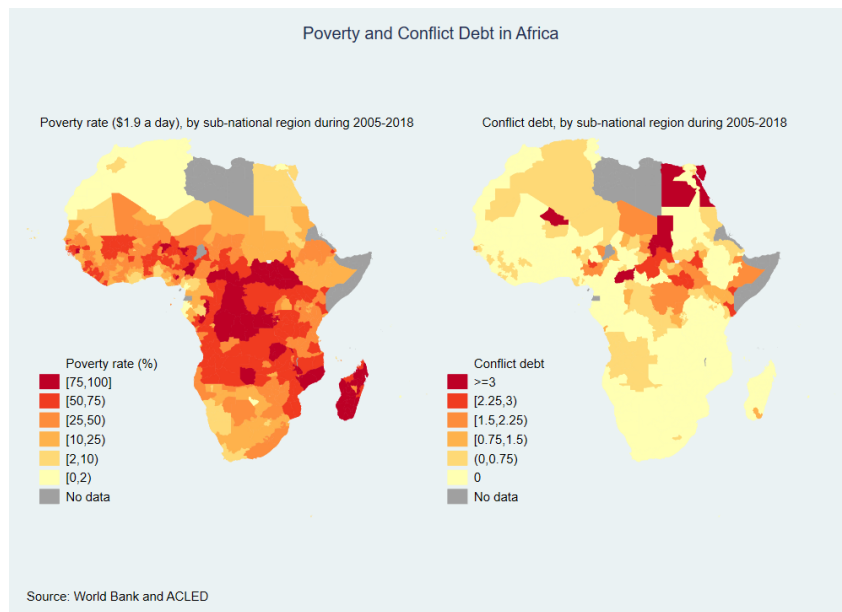 Poverty and Conflict Debt in Africa
Poverty rate ($1.9 a day), by sub-national region during 2005-2018
Poverty rate (%)
[75,100]
[50,75)
[25,50)
[10,25)
[2,10)
[0,2)
No data
Conflict debt, by sub-national region during 2005-2018
Conflict debt
>=3
[2.25,3)
[1.5,2.25)
[0.75,1.5)
(0,0.75)
0
No data
Source: World Bank and ACLED